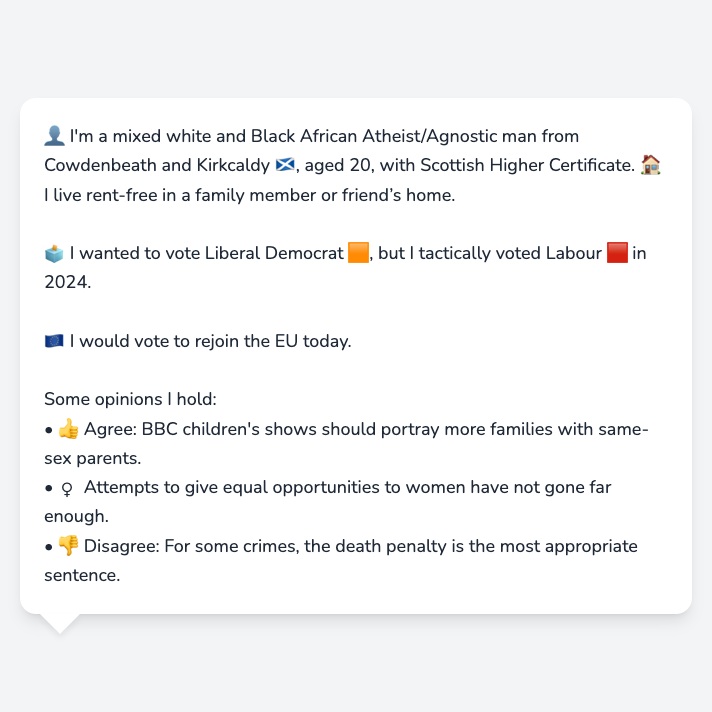 👤 I'm a mixed white and Black African Atheist/Agnostic man from
Cowdenbeath and Kirkcaldy 🏴󠁧󠁢󠁳󠁣󠁴󠁿, aged 20, with Scottish Higher Certificate. 🏠
I live rent-free in a family member or friend’s home.
🗳️ I wanted to vote Liberal Democrat 🟧, but I tactically voted Labour 🟥 in
2024.
🇪🇺 I would vote to rejoin the EU today.
Some opinions I hold:
• 👍 Agree: BBC children's shows should portray more families with same-
sex parents.
• ♀ Attempts to give equal opportunities to women have not gone far
enough.
• 👎 Disagree: For some crimes, the death penalty is the most appropriate
sentence.